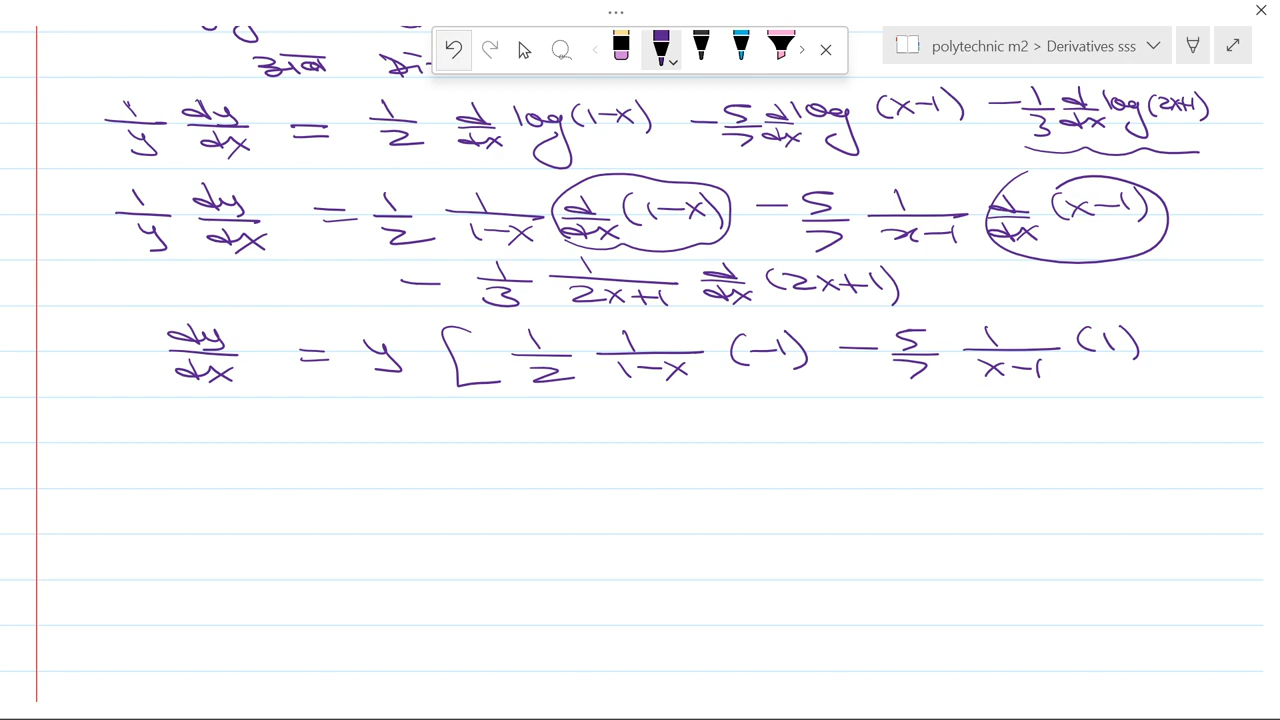 polytechnic m2 > Derivatives sss
1/y dy/dx = 1/2 d/dx log(1-x) - 5/7 d/dx log (x-1) - 1/3 d/dx log(2x+1)
1/y dy/dx = 1/2 1/1-x d/dx (1-x) - 5/7 1/x-1 d/dx (x-1)
- 1/3 1/2x+1 d/dx (2x+1)
dy/dx = y [ 1/2 1/1-x (-1) - 5/7 1/x-1 (1)